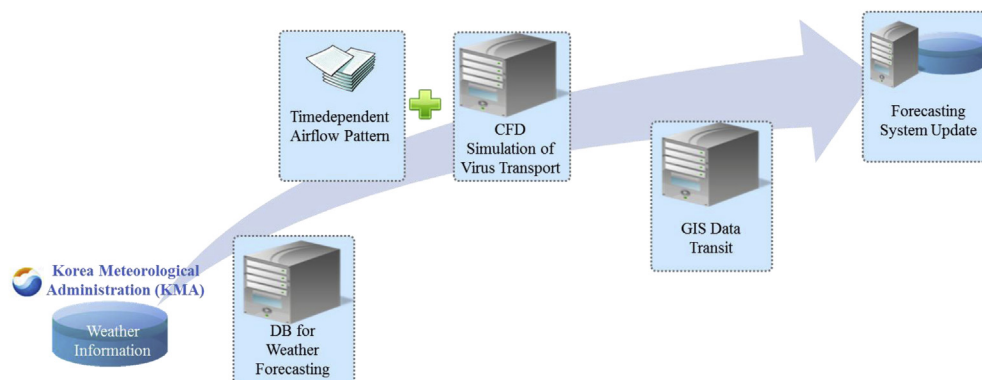 Korea Meteorological
Administration (KMA)
Weather
Information
DB for
Weather
Forecasting
Timedependent
Airflow Pattern
CFD
Simulation of
Virus Transport
GIS Data
Transit
Forecasting
System Update